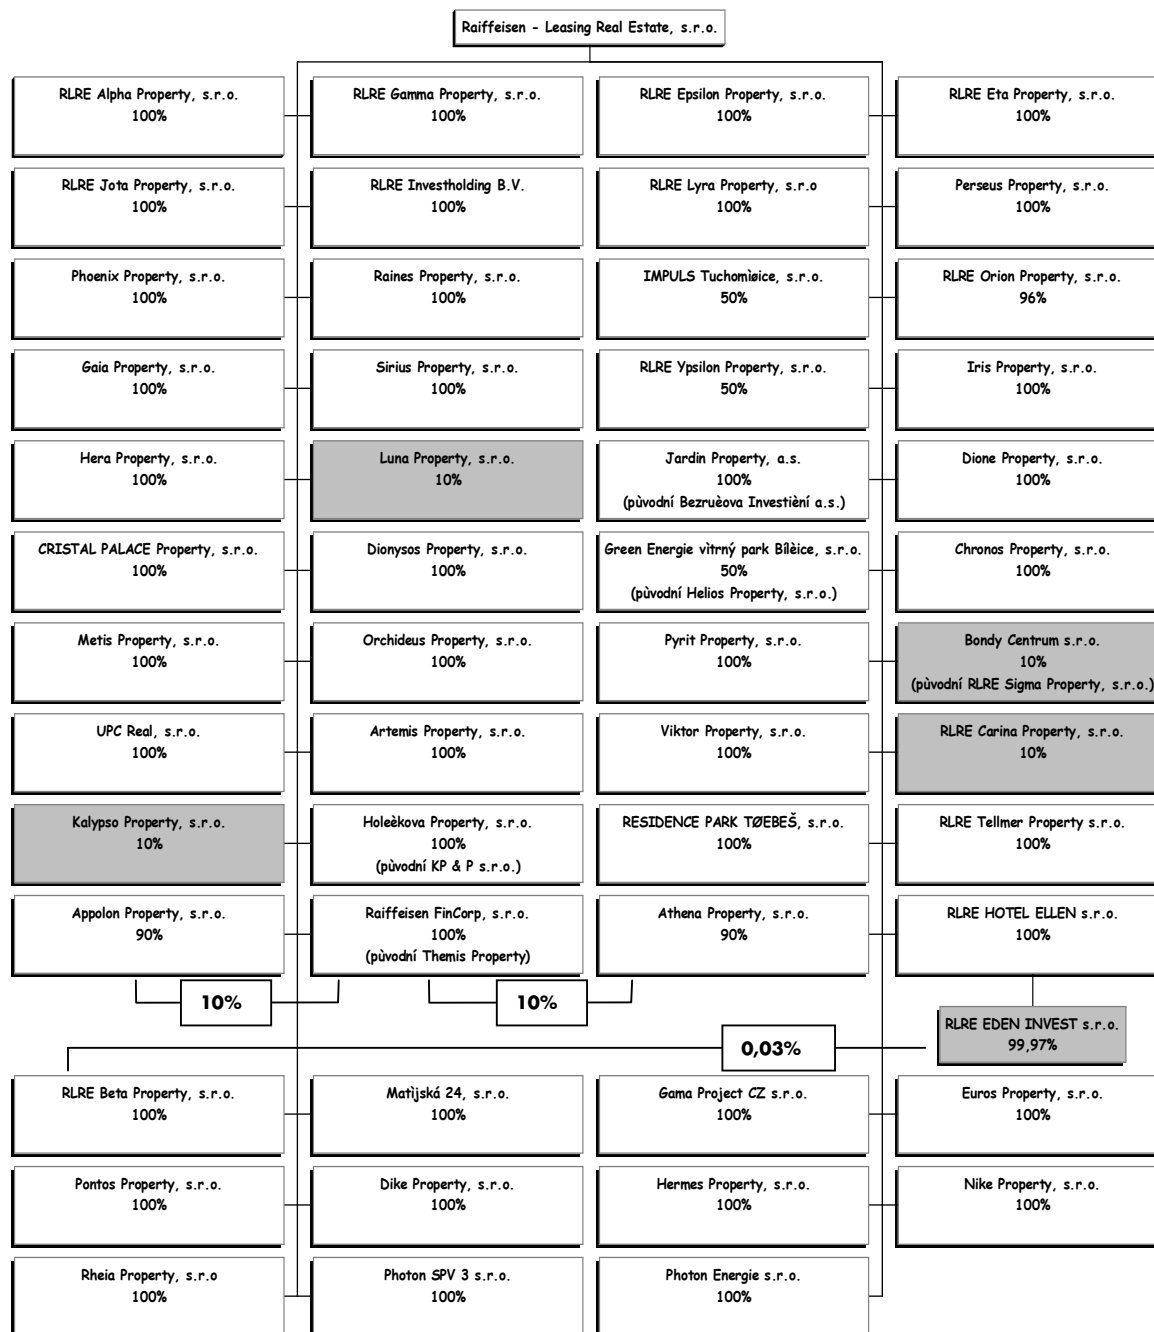 Raiffeisen - Leasing Real Estate, s.r.o.
RLRE Alpha Property, s.r.o.
100%
RLRE Gamma Property, s.r.o.
100%
RLRE Epsilon Property, s.r.o.
100%
RLRE Eta Property, s.r.o.
100%
RLRE Jota Property, s.r.o.
100%
RLRE Investholding B.V.
100%
RLRE Lyra Property, s.r.o
100%
Perseus Property, s.r.o.
100%
Phoenix Property, s.r.o.
100%
Raines Property, s.r.o.
100%
IMPULS Tuchomìøice, s.r.o.
50%
RLRE Orion Property, s.r.o.
96%
Gaia Property, s.r.o.
100%
Sirius Property, s.r.o.
100%
RLRE Ypsilon Property, s.r.o.
50%
Iris Property, s.r.o.
100%
Hera Property, s.r.o.
100%
Luna Property, s.r.o.
10%
Jardin Property, a.s.
100%
(pùvodní Bezruèova Investièní a.s.)
Dione Property, s.r.o.
100%
CRISTAL PALACE Property, s.r.o.
100%
Dionysos Property, s.r.o.
100%
Green Energie vìtrný park Bílèice, s.r.o.
50%
(pùvodní Helios Property, s.r.o.)
Chronos Property, s.r.o.
100%
Metis Property, s.r.o.
100%
Orchideus Property, s.r.o.
100%
Pyrit Property, s.r.o.
100%
Bondy Centrum s.r.o.
10%
(pùvodní RLRE Sigma Property, s.r.o.)
UPC Real, s.r.o.
100%
Artemis Property, s.r.o.
100%
Viktor Property, s.r.o.
100%
RLRE Carina Property, s.r.o.
10%
Kalypso Property, s.r.o.
10%
Holeèkova Property, s.r.o.
100%
(pùvodní KP & P s.r.o.)
RESIDENCE PARK TØEBEŠ, s.r.o.
100%
RLRE Tellmer Property s.r.o.
100%
Appolon Property, s.r.o.
90%
Raiffeisen FinCorp, s.r.o.
100%
(pùvodní Themis Property)
Athena Property, s.r.o.
90%
RLRE HOTEL ELLEN s.r.o.
100%
10%
10%
RLRE EDEN INVEST s.r.o.
99,97%
0,03%
RLRE Beta Property, s.r.o.
100%
Matìjská 24, s.r.o.
100%
Gama Project CZ s.r.o.
100%
Euros Property, s.r.o.
100%
Pontos Property, s.r.o.
100%
Dike Property, s.r.o.
100%
Hermes Property, s.r.o.
100%
Nike Property, s.r.o.
100%
Rheia Property, s.r.o
100%
Photon SPV 3 s.r.o.
100%
Photon Energie s.r.o.
100%